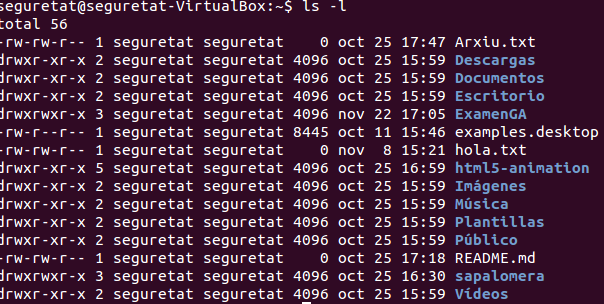 seguretat@seguretat-VirtualBox:~$ ls -l
total 56
-rw-rw-r-- 1 seguretat seguretat    0 oct 25 17:47 Arxiu.txt
drwxr-xr-x 2 seguretat seguretat 4096 oct 25 15:59 Descargas
drwxr-xr-x 2 seguretat seguretat 4096 oct 25 15:59 Documentos
drwxr-xr-x 2 seguretat seguretat 4096 oct 25 15:59 Escritorio
drwxrwxr-x 3 seguretat seguretat 4096 nov 22 17:05 ExamenGA
-rw-r--r-- 1 seguretat seguretat 8445 oct 11 15:46 examples.desktop
-rw-rw-r-- 1 seguretat seguretat    0 nov  8 15:21 hola.txt
drwxr-xr-x 5 seguretat seguretat 4096 oct 25 16:59 html5-animation
drwxr-xr-x 2 seguretat seguretat 4096 oct 25 15:59 Imágenes
drwxr-xr-x 2 seguretat seguretat 4096 oct 25 15:59 Música
drwxr-xr-x 2 seguretat seguretat 4096 oct 25 15:59 Plantillas
drwxr-xr-x 2 seguretat seguretat 4096 oct 25 15:59 Público
-rw-rw-r-- 1 seguretat seguretat    0 oct 25 17:18 README.md
drwxrwxr-x 3 seguretat seguretat 4096 oct 25 16:30 sapalomera
drwxr-xr-x 2 seguretat seguretat 4096 oct 25 15:59 Vídeos